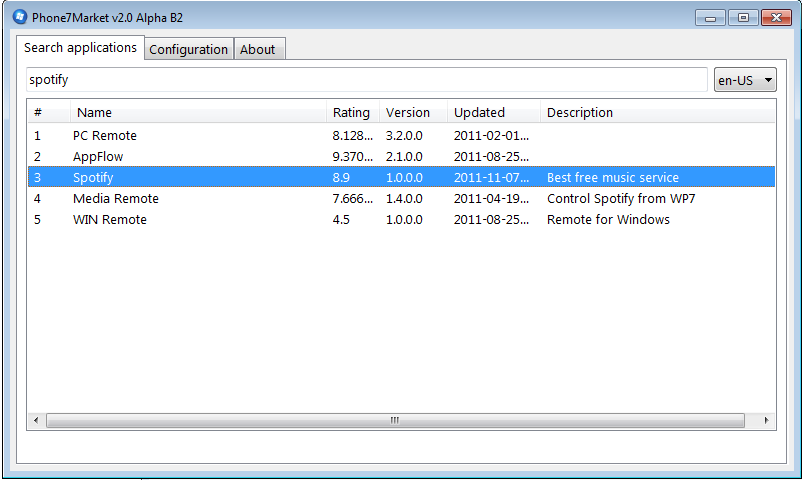 Phone7Market v2.0 Alpha B2
Search applications Configuration About
spotify en-US
# Name Rating Version Updated Description
1 PC Remote 8.128... 3.2.0.0 2011-02-01...
2 AppFlow 9.370... 2.1.0.0 2011-08-25...
3 Spotify 8.9 1.0.0.0 2011-11-07... Best free music service
4 Media Remote 7.666... 1.4.0.0 2011-04-19... Control Spotify from WP7
5 WIN Remote 4.5 1.0.0.0 2011-08-25... Remote for Windows